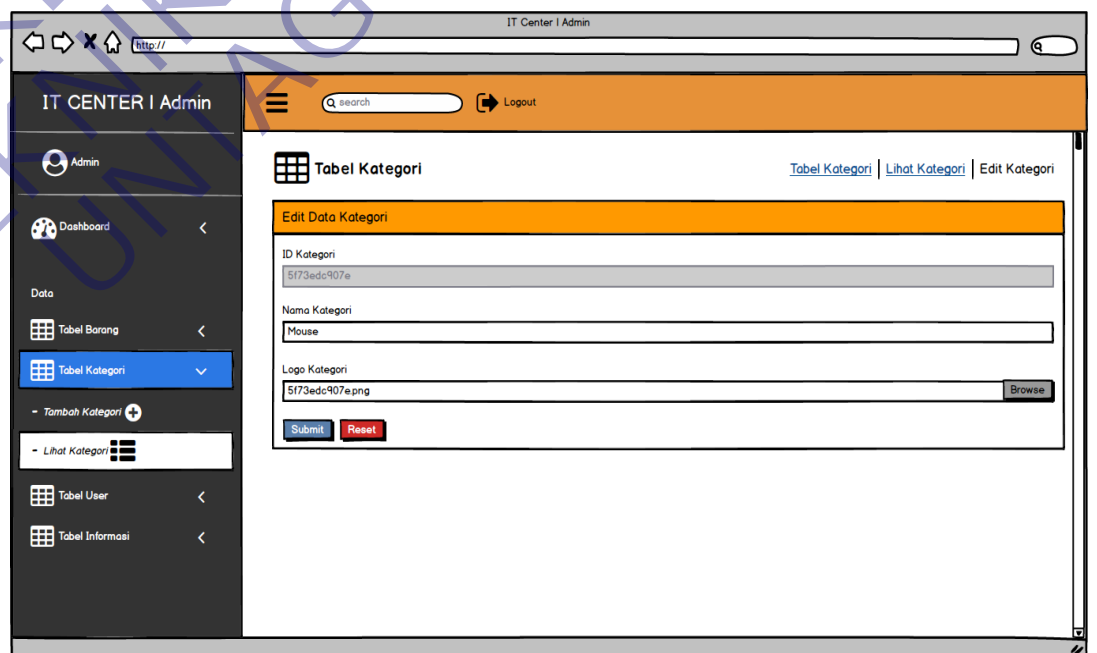 IT Center I Admin
http://
IT CENTER I Admin
search
Logout
Admin
Tabel Kategori
Tabel Kategori
Lihat Kategori
Edit Kategori
Dashboard
Edit Data Kategori
ID Kategori
5f73edc907e
Data
Nama Kategori
Tabel Barang
Mouse
Tabel Kategori
Logo Kategori
5f73edc907e.png
Browse
- Tambah Kategori
Submit
Reset
- Lihat Kategori
Tabel User
Tabel Informasi
UNTAG